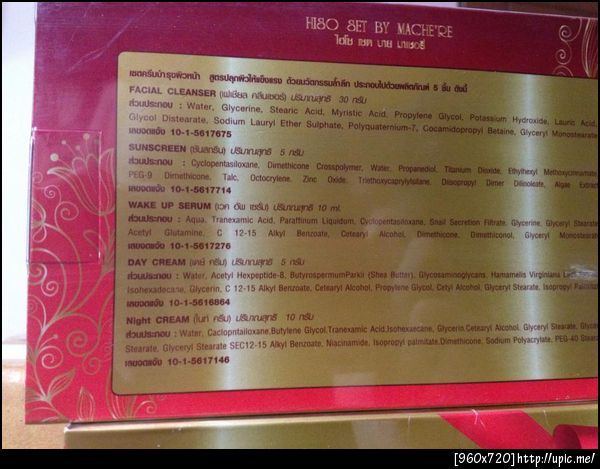 HISO SET BY MACHE'RE
ไฮโซ เซต บาย มาเชอรี่
เซตครีมบำรุงผิวหน้า สูตรปลุกผิวให้แข็งแรง ด้วยนวัตกรรมล้ำลึก ประกอบไปด้วยผลิตภัณฑ์ 5 ชิ้น ดังนี้
FACIAL CLEANSER (เฟเชียล คลีนเซอร์) ปริมาณสุทธิ 30 กรัม
ส่วนประกอบ : Water, Glycerine, Stearic Acid, Myristic Acid, Propylene Glycol, Potassium Hydroxide, Lauric Acid,
Glycol Distearate, Sodium Lauryl Ether Sulphate, Polyquaternium-7, Cocamidopropyl Betaine, Glyceryl Monostearate
เลขจดแจ้ง 10-1-5617675
SUNSCREEN (ซันสกรีน) ปริมาณสุทธิ 5 กรัม
ส่วนประกอบ : Cyclopentasiloxane, Dimethicone Crosspolymer, Water, Propanediol, Titanium Dioxide, Ethylhexyl Methoxycinnamate,
PEG-9 Dimethicone, Talc, Octocrylene, Zinc Oxide, Triethoxycaprylylsilane, Diisopropyl Dimer Dilinoleate, Algae Extract
เลขจดแจ้ง 10-1-5617714
WAKE UP SERUM (เวค อัพ เซรั่ม) ปริมาณสุทธิ 10 ml.
ส่วนประกอบ : Aqua, Tranexamic Acid, Paraffinum Liquidum, Cyclopentasiloxane, Snail Secretion Filtrate, Glycerine, Glyceryl Stearate
Acetyl Glutamine, C 12-15 Alkyl Benzoate, Cetearyl Alcohol, Dimethicone, Dimethiconol, Glyceryl Monostearate
เลขจดแจ้ง 10-1-5617276
DAY CREAM (เดย์ ครีม) ปริมาณสุทธิ 5 กรัม
ส่วนประกอบ : Water, Acetyl Hexpeptide-8, ButyrospermumParkii (Shea Butter), Glycosaminoglycans, Hamamelis Virginiana
Isohexadecane, Glycerin, C 12-15 Alkyl Benzoate, Cetearyl Alcohol, Propylene Glycol, Cetyl Alcohol, Glyceryl Stearate, Isopropyl
เลขจดแจ้ง 10-1-5616864
Night CREAM (ไนท์ ครีม) ปริมาณสุทธิ 10 กรัม
ส่วนประกอบ : Water, Caclopntailoxane,Butylene Glycol,Tranexamic Acid,Isohexaecane, Glycerin,Cetearyl Alcohol, Glyceryl Stearate,
Stearate, Glyceryl Stearate SEC12-15 Alkyl Benzoate, Niacinamide, Isopropyl palmitate,Dimethicone, Sodium Polyacrylate, PEG-40
เลขจดแจ้ง 10-1-5617146
[960x720]http://upic.me/